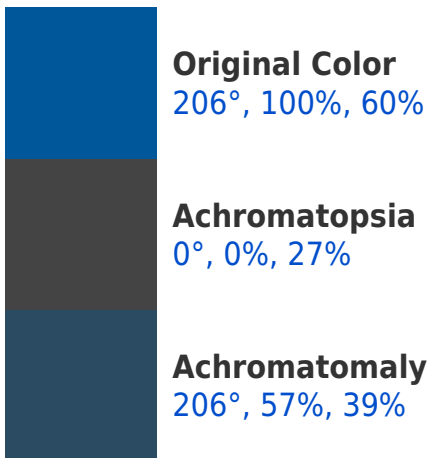 Original Color
206°, 100%, 60%
Achromatopsia
0°, 0%, 27%
Achromatomaly
206°, 57%, 39%